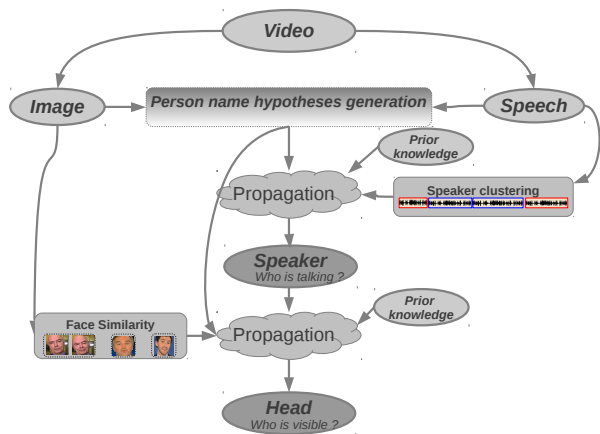 Video
Image
Person name hypotheses generation
Speech
Prior
knowledge
Propagation
Speaker clustering
Speaker
Who is talking ?
Prior
knowledge
Face Similarity
Propagation
Head
Who is visible ?